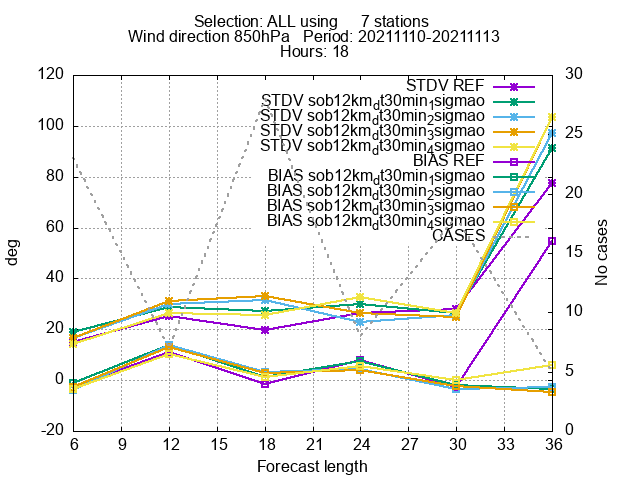 Selection: ALL using 7 stations
Wind direction 850hPa Period: 20211110-20211113
Hours: 18
STDV REF
STDV sob12km_dt30min_1sigmao
STDV sob12km_dt30min_2sigmao
STDV sob12km_dt30min_3sigmao
STDV sob12km_dt30min_4sigmao
BIAS REF
BIAS sob12km_dt30min_1sigmao
BIAS sob12km_dt30min_2sigmao
BIAS sob12km_dt30min_3sigmao
BIAS sob12km_dt30min_4sigmao
CASES
120
100
80
60
40
20
0
-20
deg
30
25
20
15
10
5
0
No cases
6 9 12 15 18 21 24 27 30 33 36
Forecast length